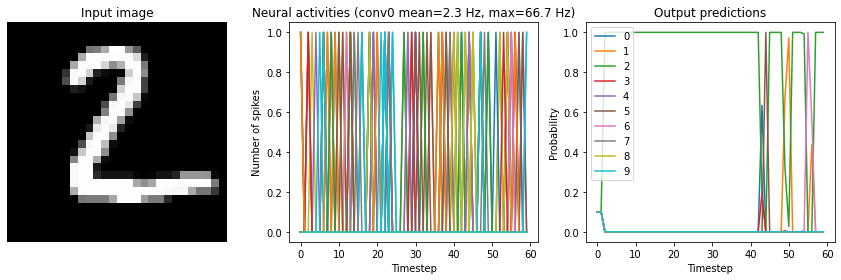 Input image
2
Neural activities (conv0 mean=2.3 Hz, max=66.7 Hz)
Number of spikes
1.0
0.8
0.6
0.4
0.2
0.0
0 10 20 30 40 50 60
Timestep
Output predictions
Probability
1.0
0.8
0.6
0.4
0.2
0.0
0
1
2
3
4
5
6
7
8
9
0 10 20 30 40 50 60
Timestep